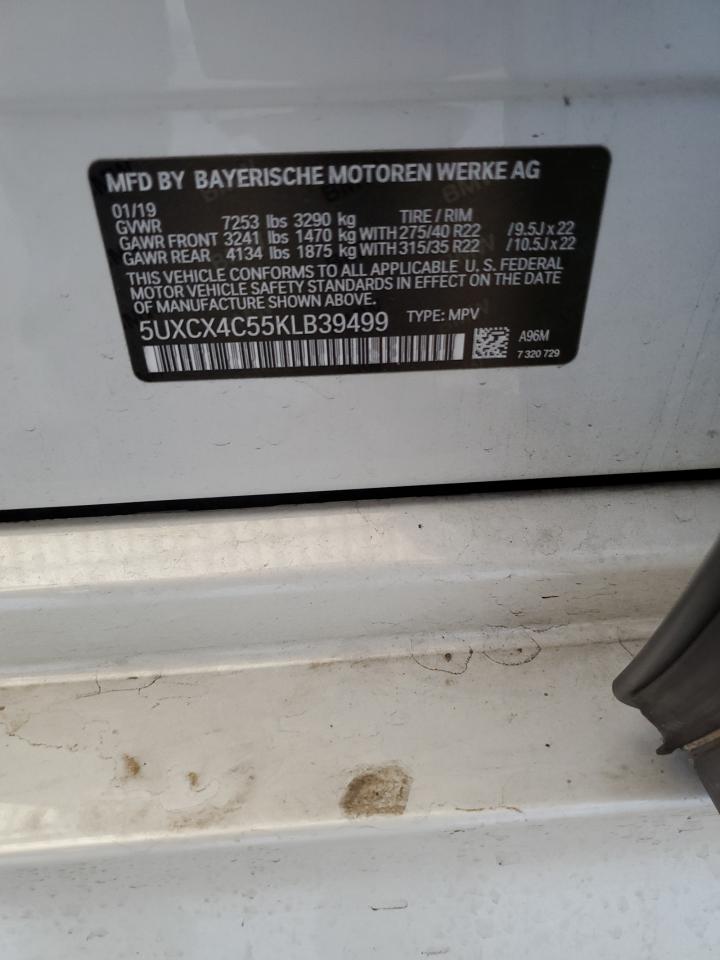 MFD BY BAYERISCHE MOTOREN WERKE AG
01/19 TIRE / RIM
GVWR 7253 lbs 3290 kg
GAWR FRONT 3241 lbs 1470 kg WITH 275/40 R22 /9.5J x 22
GAWR REAR 4134 lbs 1875 kg WITH 315/35 R22 /10.5J x 22
THIS VEHICLE CONFORMS TO ALL APPLICABLE U. S. FEDERAL
MOTOR VEHICLE SAFETY STANDARDS IN EFFECT ON THE DATE
OF MANUFACTURE SHOWN ABOVE.
5UXCX4C55KLB39499 TYPE: MPV
A96M
7 320 729